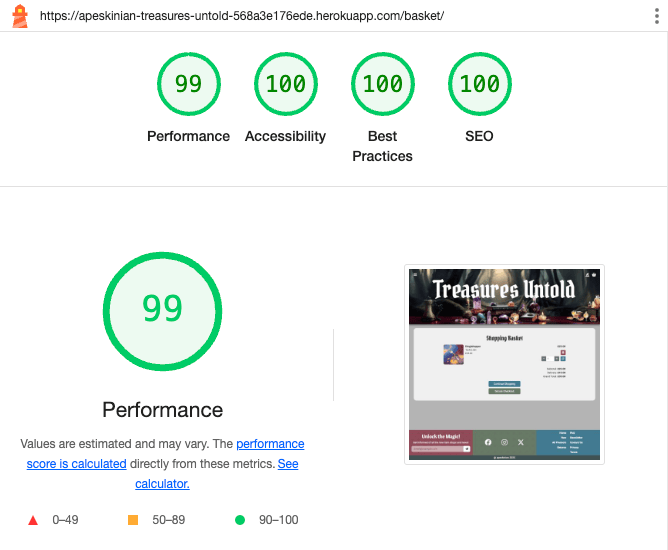 https://apeskinian-treasures-untold-568a3e176ede.herokuapp.com/basket/
99
100
100
100
Performance
Accessibility
Best
Practices
SEO
99
Performance
Values are estimated and may vary. The performance
score is calculated directly from these metrics. See
calculator.
0–49
50–89
90–100
Treasures Untold
Shopping Basket
Unlock the Magic!